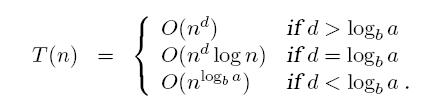 O(n^d) if d > log_b a
T(n) = { O(n^d log n) if d = log_b a
O(n^{log_b a}) if d < log_b a .